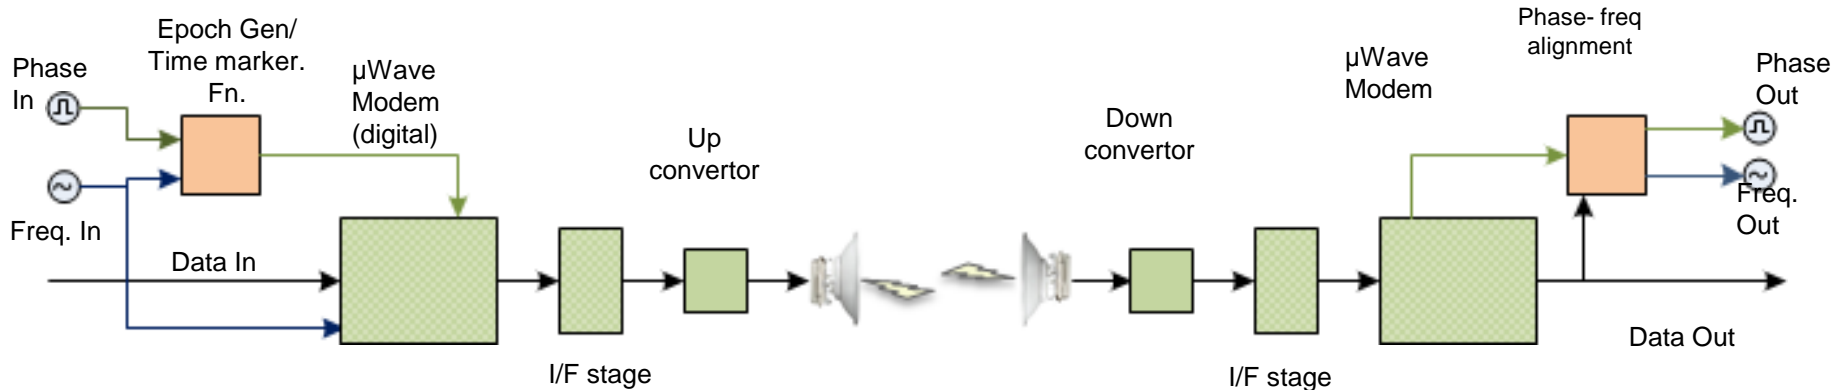 Epoch Gen/
Time marker.
Fn.
Phase
In
Freq. In
µWave
Modem
(digital)
Data In
Up
convertor
I/F stage
Down
convertor
I/F stage
µWave
Modem
Phase- freq
alignment
Phase
Out
Freq.
Out
Data Out